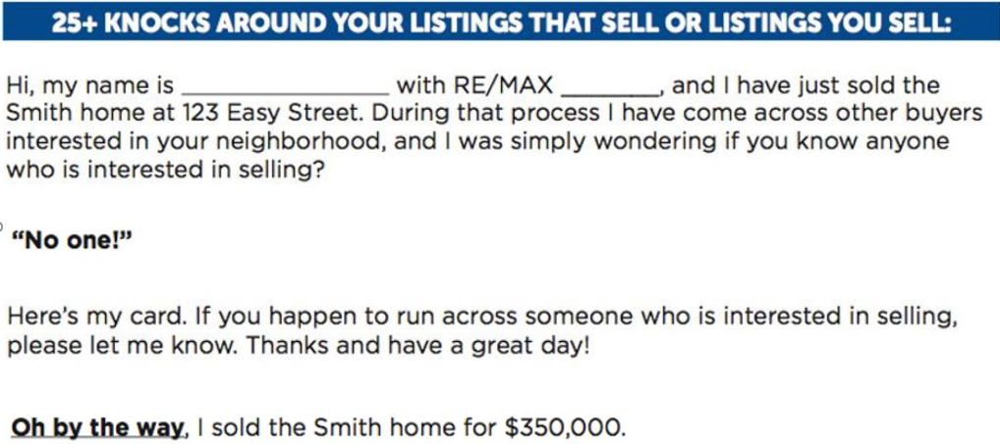 25+ KNOCKS AROUND YOUR LISTINGS THAT SELL OR LISTINGS YOU SELL:
Hi, my name is ________________ with RE/MAX ________, and I have just sold the
Smith home at 123 Easy Street. During that process I have come across other buyers
interested in your neighborhood, and I was simply wondering if you know anyone
who is interested in selling?
“No one!”
Here’s my card. If you happen to run across someone who is interested in selling,
please let me know. Thanks and have a great day!
Oh by the way, I sold the Smith home for $350,000.